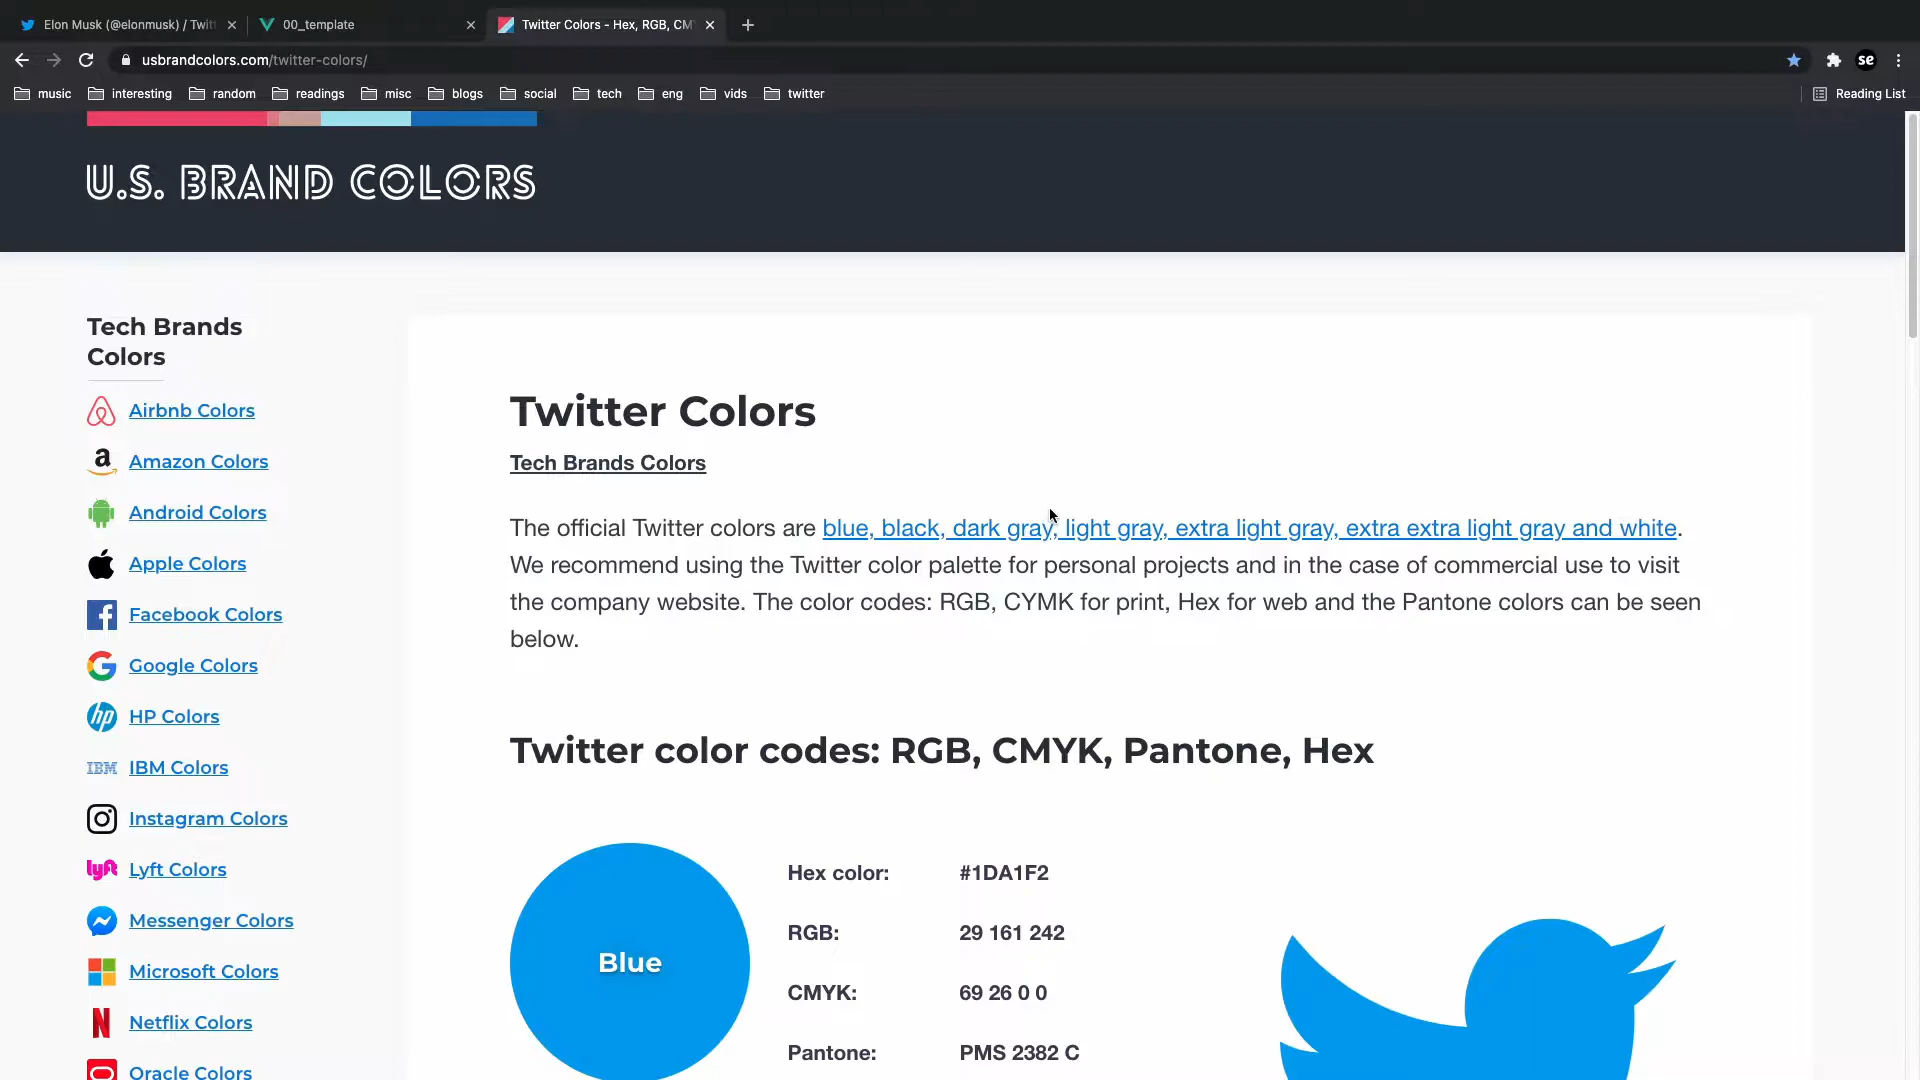 Elon Musk (@elonmusk) / Twitt
00_template
Twitter Colors - Hex, RGB, CM
usbrandcolors.com/twitter-colors/
se
music interesting random readings misc blogs social tech eng vids twitter Reading List
U.S. BRAND COLORS
Tech Brands
Colors
Airbnb Colors
a Amazon Colors
Android Colors
Apple Colors
f Facebook Colors
G Google Colors
hp HP Colors
IBM IBM Colors
Instagram Colors
lyft Lyft Colors
Messenger Colors
Microsoft Colors
N Netflix Colors
Oracle Colors
Twitter Colors
Tech Brands Colors
The official Twitter colors are blue, black, dark gray, light gray, extra light gray, extra extra light gray and white.
We recommend using the Twitter color palette for personal projects and in the case of commercial use to visit
the company website. The color codes: RGB, CYMK for print, Hex for web and the Pantone colors can be seen
below.
Twitter color codes: RGB, CMYK, Pantone, Hex
Blue
Hex color: #1DA1F2
RGB: 29 161 242
CMYK: 69 26 0 0
Pantone: PMS 2382 C